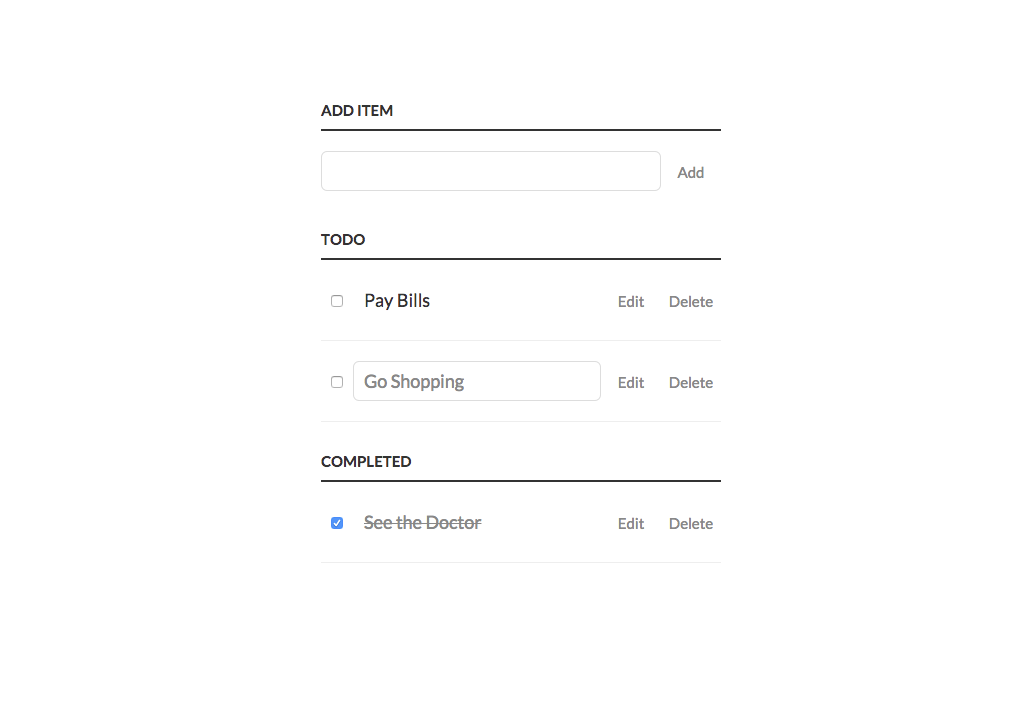 ADD ITEM
Add
TODO
Pay Bills Edit Delete
Go Shopping Edit Delete
COMPLETED
See the Doctor Edit Delete